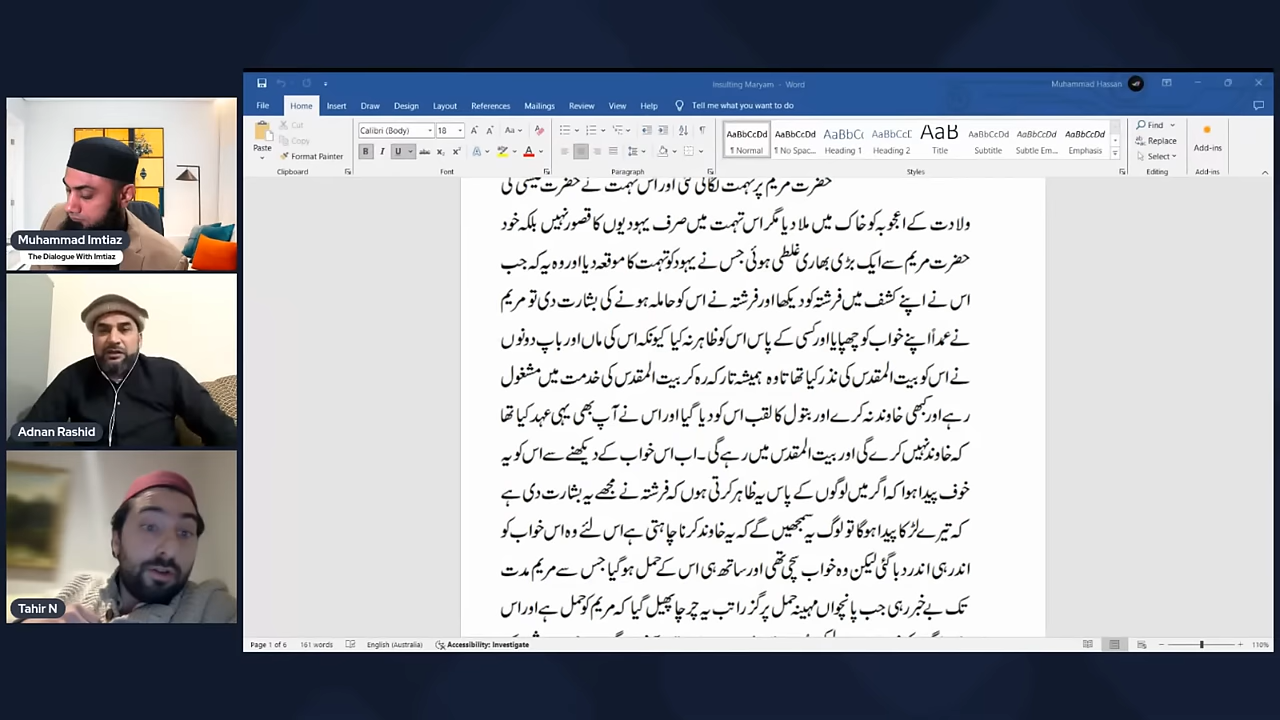 Insulting Maryam - Word
Muhammad Hassan
File Home Insert Draw Design Layout References Mailings Review View Help Tell me what you want to do
Paste
Cut
Copy
Format Painter
Clipboard
Calibri (Body) 18
Font
Paragraph
AaBbCcDd AaBbCcDd AaBbCc AaBbCcD AaB AaBbCcDd AaBbCcDd AaBbCcDd
¶ Normal ¶ No Spac... Heading 1 Heading 2 Title Subtitle Subtle Em... Emphasis
Styles
Find
Replace
Select
Editing
Add-ins
Add-ins
حضرت مریم پر تہمت لگائی گئی اور اس تہمت نے حضرت عیسیٰ کی
ولادت کے اعجوبہ کو خاک میں ملا دیا مگر اس تہمت میں صرف یہودیوں کا قصور نہیں بلکہ خود
حضرت مریم سے ایک بڑی بھاری غلطی ہوئی جس نے یہود کو تہمت کا موقعہ دیا اور وہ یہ کہ جب
اس نے اپنے کشف میں فرشتہ کو دیکھا اور فرشتہ نے اس کو حاملہ ہونے کی بشارت دی تو مریم
نے عمداً اپنے خواب کو چھپایا اور کسی کے پاس اس کو ظاہر نہ کیا کیونکہ اس کی ماں اور باپ دونوں
نے اس کو بیت المقدس کی نذر کیا تھا تا وہ ہمیشہ تارکہ رہ کر بیت المقدس کی خدمت میں مشغول
رہے اور کبھی خاوند نہ کرے اور بتول کا لقب اس کو دیا گیا اور اس نے آپ بھی یہی عہد کیا تھا
کہ خاوند نہیں کرے گی اور بیت المقدس میں رہے گی۔ اب اس خواب کے دیکھنے سے اس کو یہ
خوف پیدا ہوا کہ اگر میں لوگوں کے پاس یہ ظاہر کرتی ہوں کہ فرشتہ نے مجھے یہ بشارت دی ہے
کہ تیرے لڑکا پیدا ہوگا تو لوگ یہ سمجھیں گے کہ یہ خاوند کرنا چاہتی ہے اس لئے وہ اس خواب کو
اندر ہی اندر دبا گئی لیکن وہ خواب سچی تھی اور ساتھ ہی اس کے حمل ہو گیا جس سے مریم مدت
تک بے خبر رہی جب پانچواں مہینہ حمل پر گزرا تب یہ چرچا پھیل گیا کہ مریم کو حمل ہے اور اس
Page 1 of 6 161 words English (Australia) Accessibility: Investigate 110%
Muhammad Imtiaz
The Dialogue With Imtiaz
Adnan Rashid
Tahir N